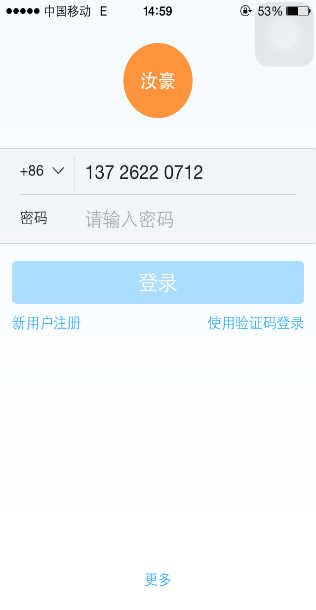 中国移动 E 14:59 53%
汝豪
+86 137 2622 0712
密码 请输入密码
登录
新用户注册 使用验证码登录
更多